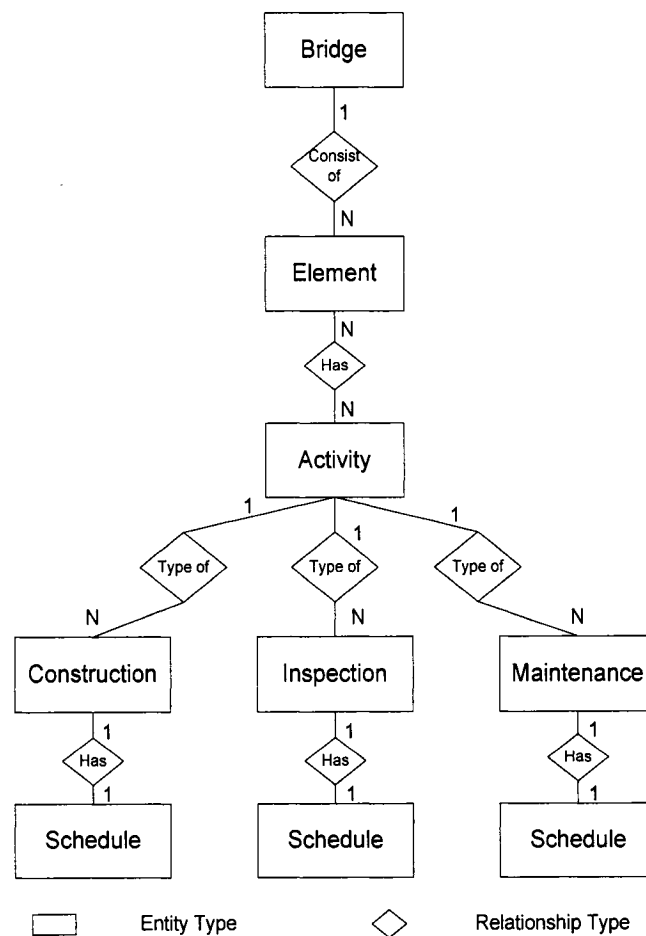 Bridge
1
Consist
of
N
Element
N
Has
N
Activity
1
1
1
Type of
Type of
Type of
N
N
N
Construction
Inspection
Maintenance
1
1
1
Has
Has
Has
1
1
1
Schedule
Schedule
Schedule
Entity Type
Relationship Type